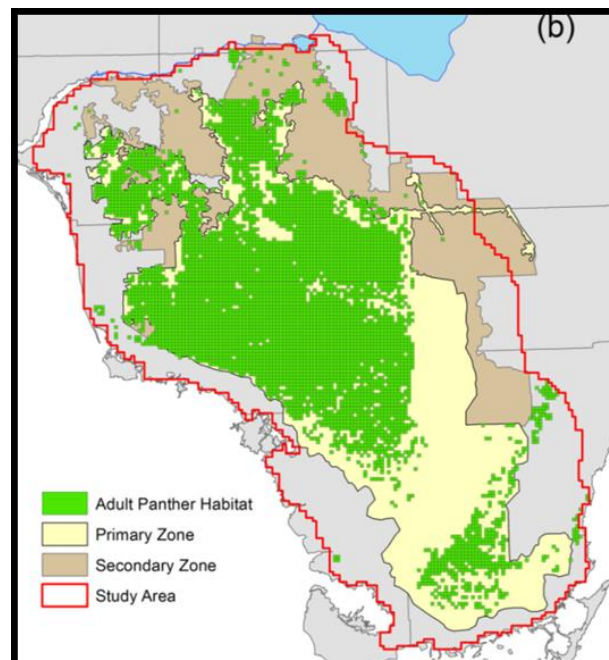 (b)
Adult Panther Habitat
Primary Zone
Secondary Zone
Study Area